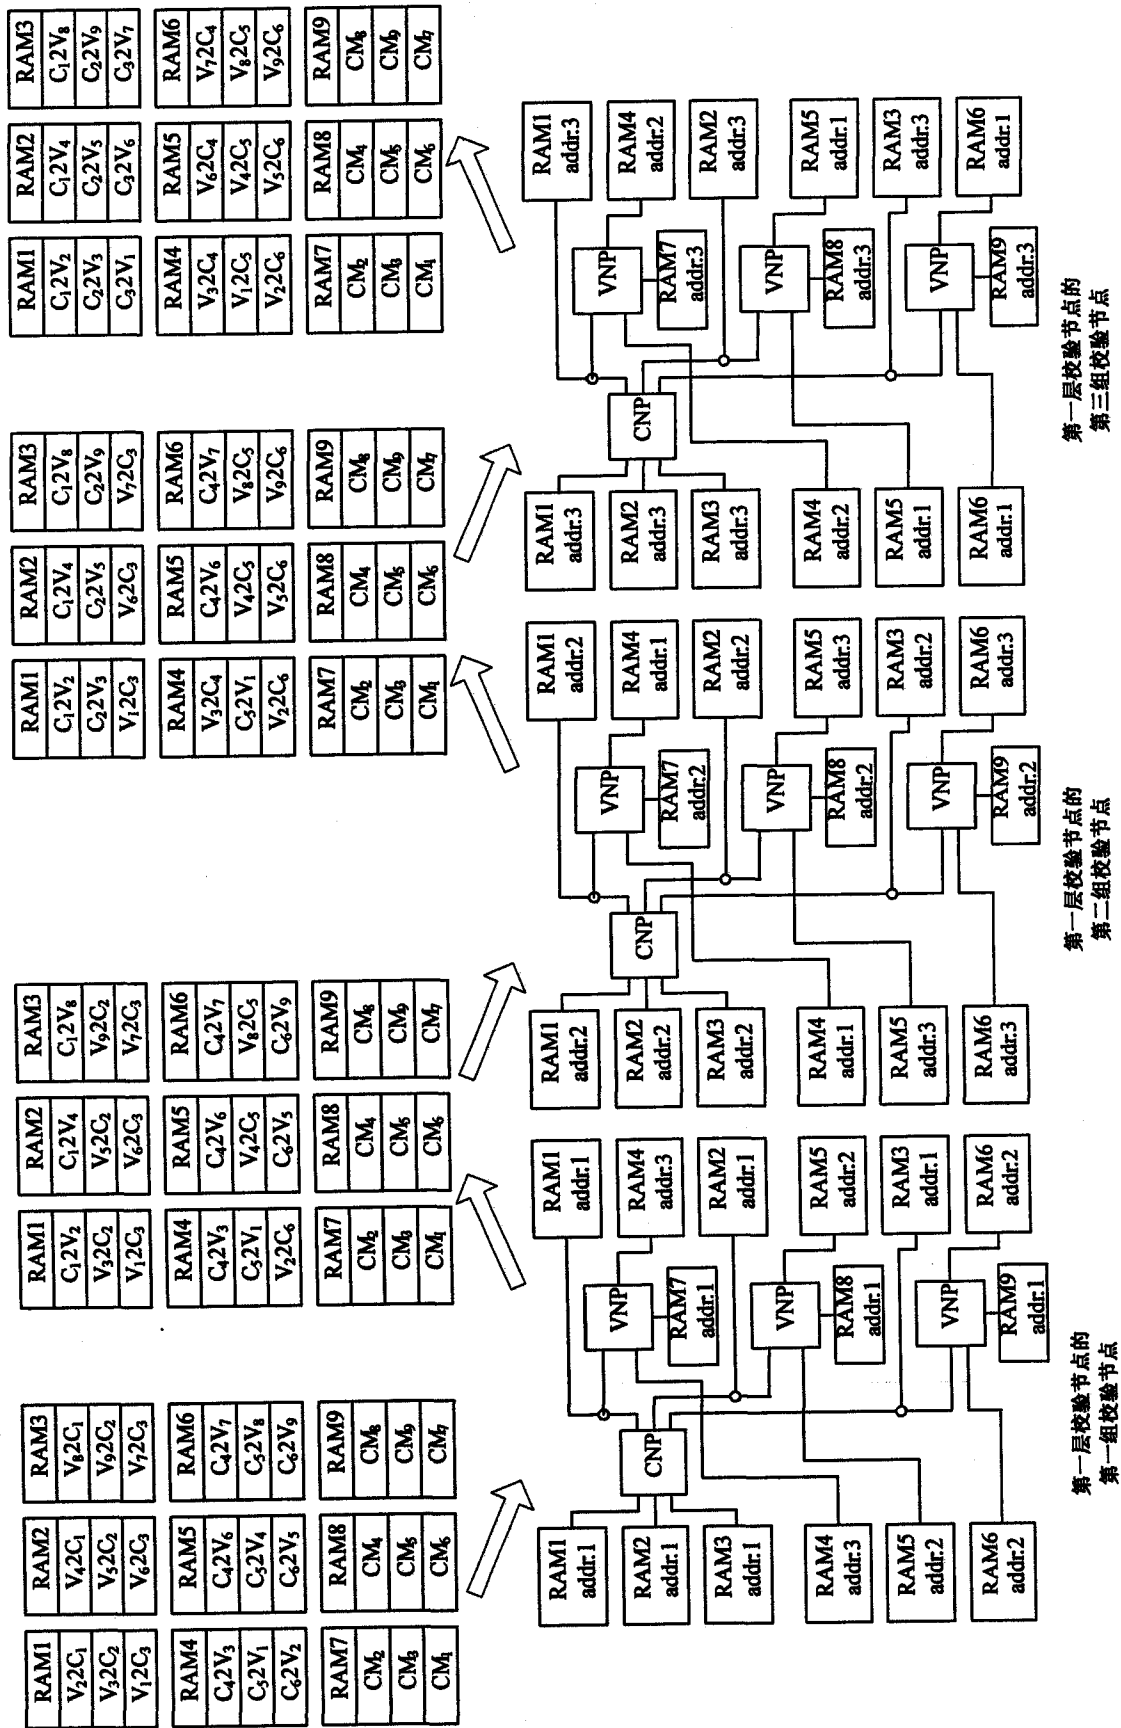 RAM1 RAM2 RAM3
V₂2C₁ V₄2C₁ V₈2C₁
V₃2C₂ V₅2C₂ V₉2C₂
V₁2C₃ V₆2C₃ V₇2C₃
RAM4 RAM5 RAM6
C₄2V₃ C₄2V₆ C₄2V₇
C₅2V₁ C₅2V₄ C₅2V₈
C₆2V₂ C₆2V₅ C₆2V₉
RAM7 RAM8 RAM9
CM₂ CM₄ CM₈
CM₃ CM₅ CM₉
CM₁ CM₆ CM₇
RAM1 RAM2 RAM3
C₁2V₂ C₁2V₄ C₁2V₈
V₃2C₂ V₅2C₂ V₉2C₂
V₁2C₃ V₆2C₃ V₇2C₃
RAM4 RAM5 RAM6
C₄2V₃ C₄2V₆ C₄2V₇
C₅2V₁ V₄2C₅ V₈2C₅
V₂2C₆ C₆2V₅ C₆2V₉
RAM7 RAM8 RAM9
CM₂ CM₄ CM₈
CM₃ CM₅ CM₉
CM₁ CM₆ CM₇
RAM1 RAM2 RAM3
C₁2V₂ C₁2V₄ C₁2V₈
C₂2V₃ C₂2V₅ C₂2V₉
V₁2C₃ V₆2C₃ V₇2C₃
RAM4 RAM5 RAM6
V₃2C₄ C₄2V₆ C₄2V₇
C₅2V₁ V₄2C₅ V₈2C₅
V₂2C₆ V₅2C₆ V₉2C₆
RAM7 RAM8 RAM9
CM₂ CM₄ CM₈
CM₃ CM₅ CM₉
CM₁ CM₆ CM₇
RAM1 RAM2 RAM3
C₁2V₂ C₁2V₄ C₁2V₈
C₂2V₃ C₂2V₅ C₂2V₉
C₃2V₁ C₃2V₆ C₃2V₇
RAM4 RAM5 RAM6
V₃2C₄ V₆2C₄ V₇2C₄
V₁2C₅ V₄2C₅ V₈2C₅
V₂2C₆ V₅2C₆ V₉2C₆
RAM7 RAM8 RAM9
CM₂ CM₄ CM₈
CM₃ CM₅ CM₉
CM₁ CM₆ CM₇
RAM1
addr.1
RAM2
addr.1
RAM3
addr.1
RAM4
addr.3
RAM5
addr.2
RAM6
addr.2
CNP
VNP
RAM7
addr.1
VNP
RAM8
addr.1
VNP
RAM9
addr.1
RAM1
addr.1
RAM4
addr.3
RAM2
addr.1
RAM5
addr.2
RAM3
addr.1
RAM6
addr.2
第一层校验节点的
第一组校验节点
RAM1
addr.2
RAM2
addr.2
RAM3
addr.2
RAM4
addr.1
RAM5
addr.3
RAM6
addr.3
CNP
VNP
RAM7
addr.2
VNP
RAM8
addr.2
VNP
RAM9
addr.2
RAM1
addr.2
RAM4
addr.1
RAM2
addr.2
RAM5
addr.3
RAM3
addr.2
RAM6
addr.3
第一层校验节点的
第二组校验节点
RAM1
addr.3
RAM2
addr.3
RAM3
addr.3
RAM4
addr.2
RAM5
addr.1
RAM6
addr.1
CNP
VNP
RAM7
addr.3
VNP
RAM8
addr.3
VNP
RAM9
addr.3
RAM1
addr.3
RAM4
addr.2
RAM2
addr.3
RAM5
addr.1
RAM3
addr.3
RAM6
addr.1
第一层校验节点的
第三组校验节点